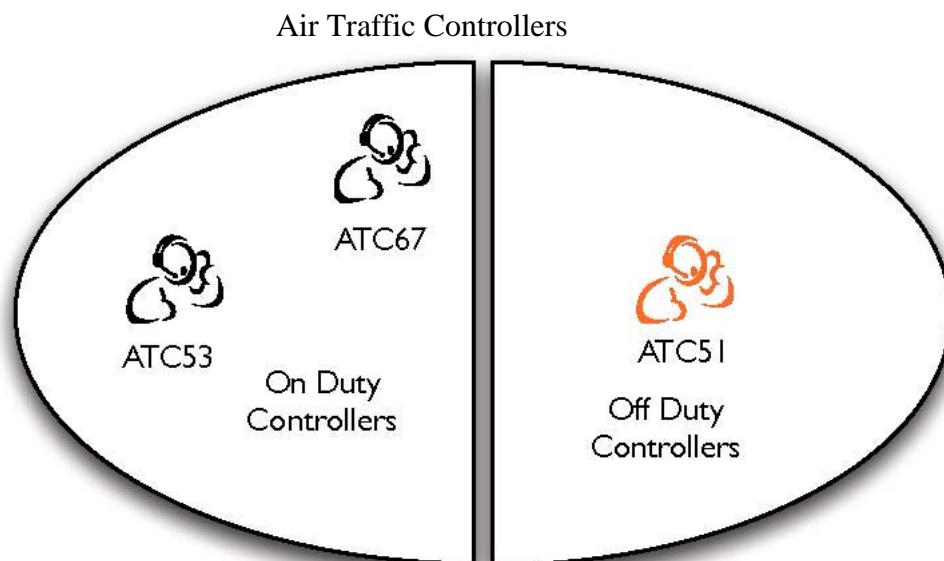 Air Traffic Controllers
ATC67
ATC53
ATC51
On Duty
Controllers
Off Duty
Controllers